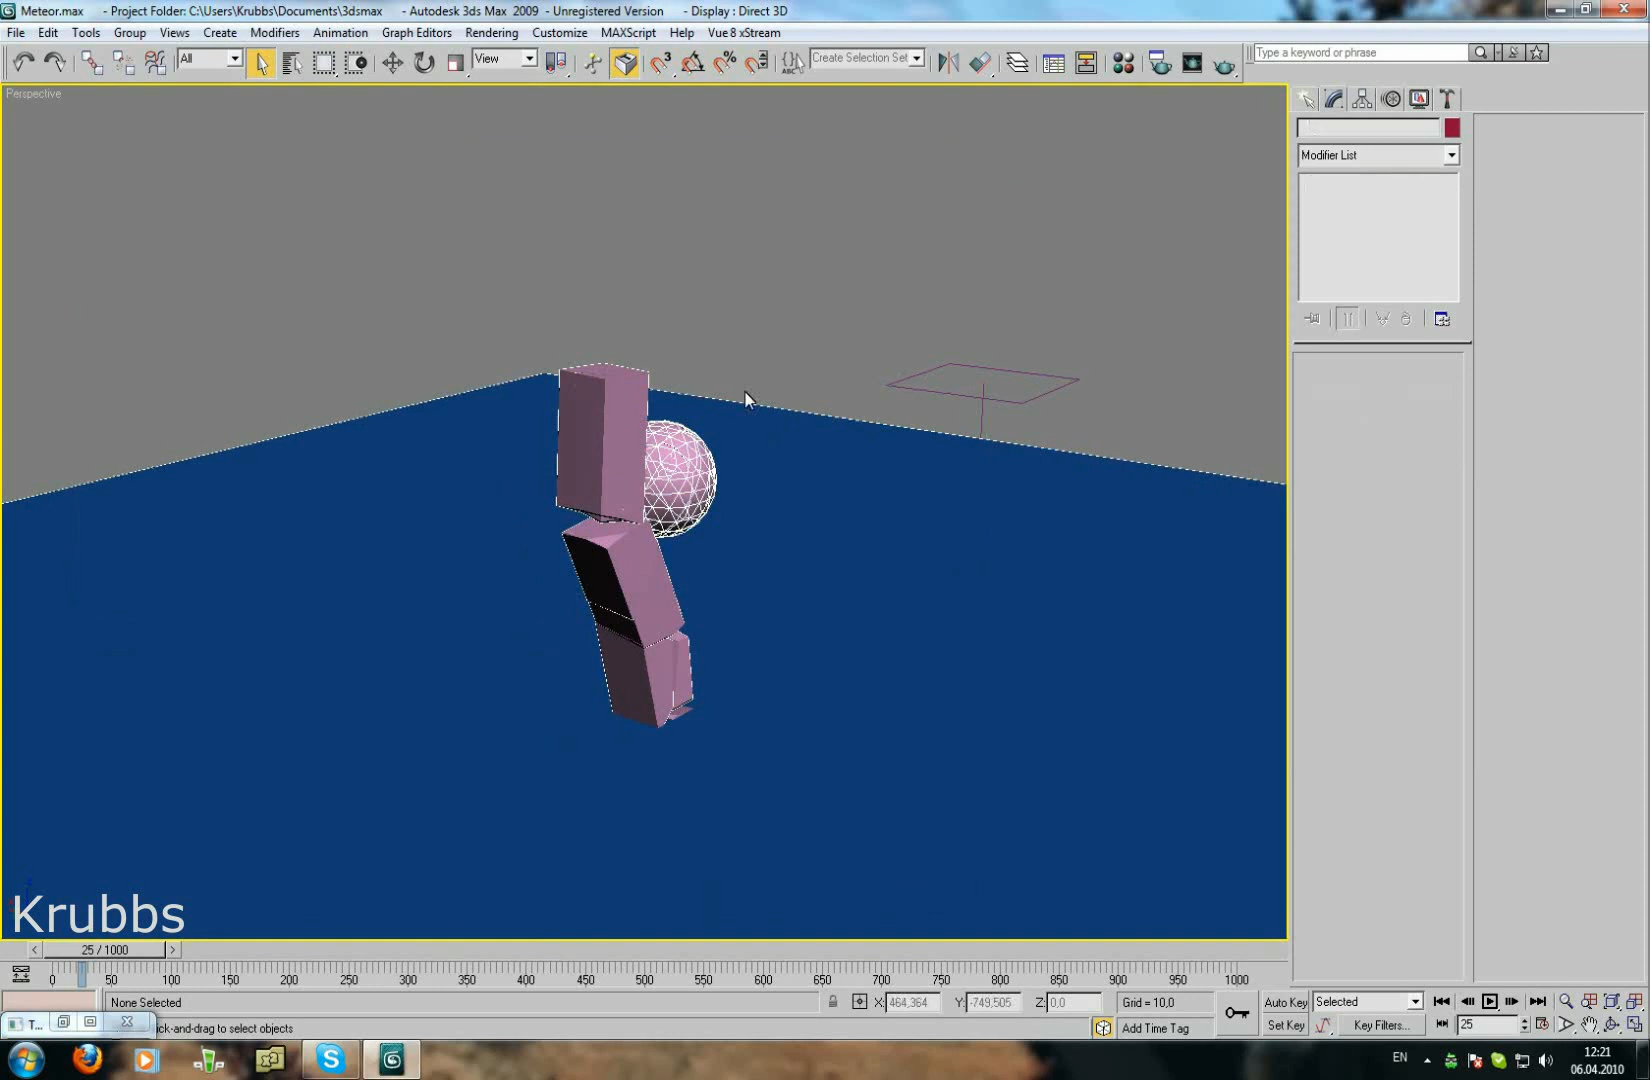 Meteor.max - Project Folder: C:\Users\Krubbs\Documents\3dsmax - Autodesk 3ds Max 2009 - Unregistered Version - Display : Direct 3D
File Edit Tools Group Views Create Modifiers Animation Graph Editors Rendering Customize MAXScript Help Vue 8 xStream
All View 3 Create Selection Set Type a keyword or phrase
Perspective
Modifier List
Krubbs
25 / 1000
0 50 100 150 200 250 300 350 400 450 500 550 600 650 700 750 800 850 900 950 1000
None Selected X: 464,364 Y: -749,505 Z: 0,0 Grid = 10,0 Auto Key Selected
T... ick-and-drag to select objects Add Time Tag Set Key Key Filters... 25
EN 12:21
06.04.2010